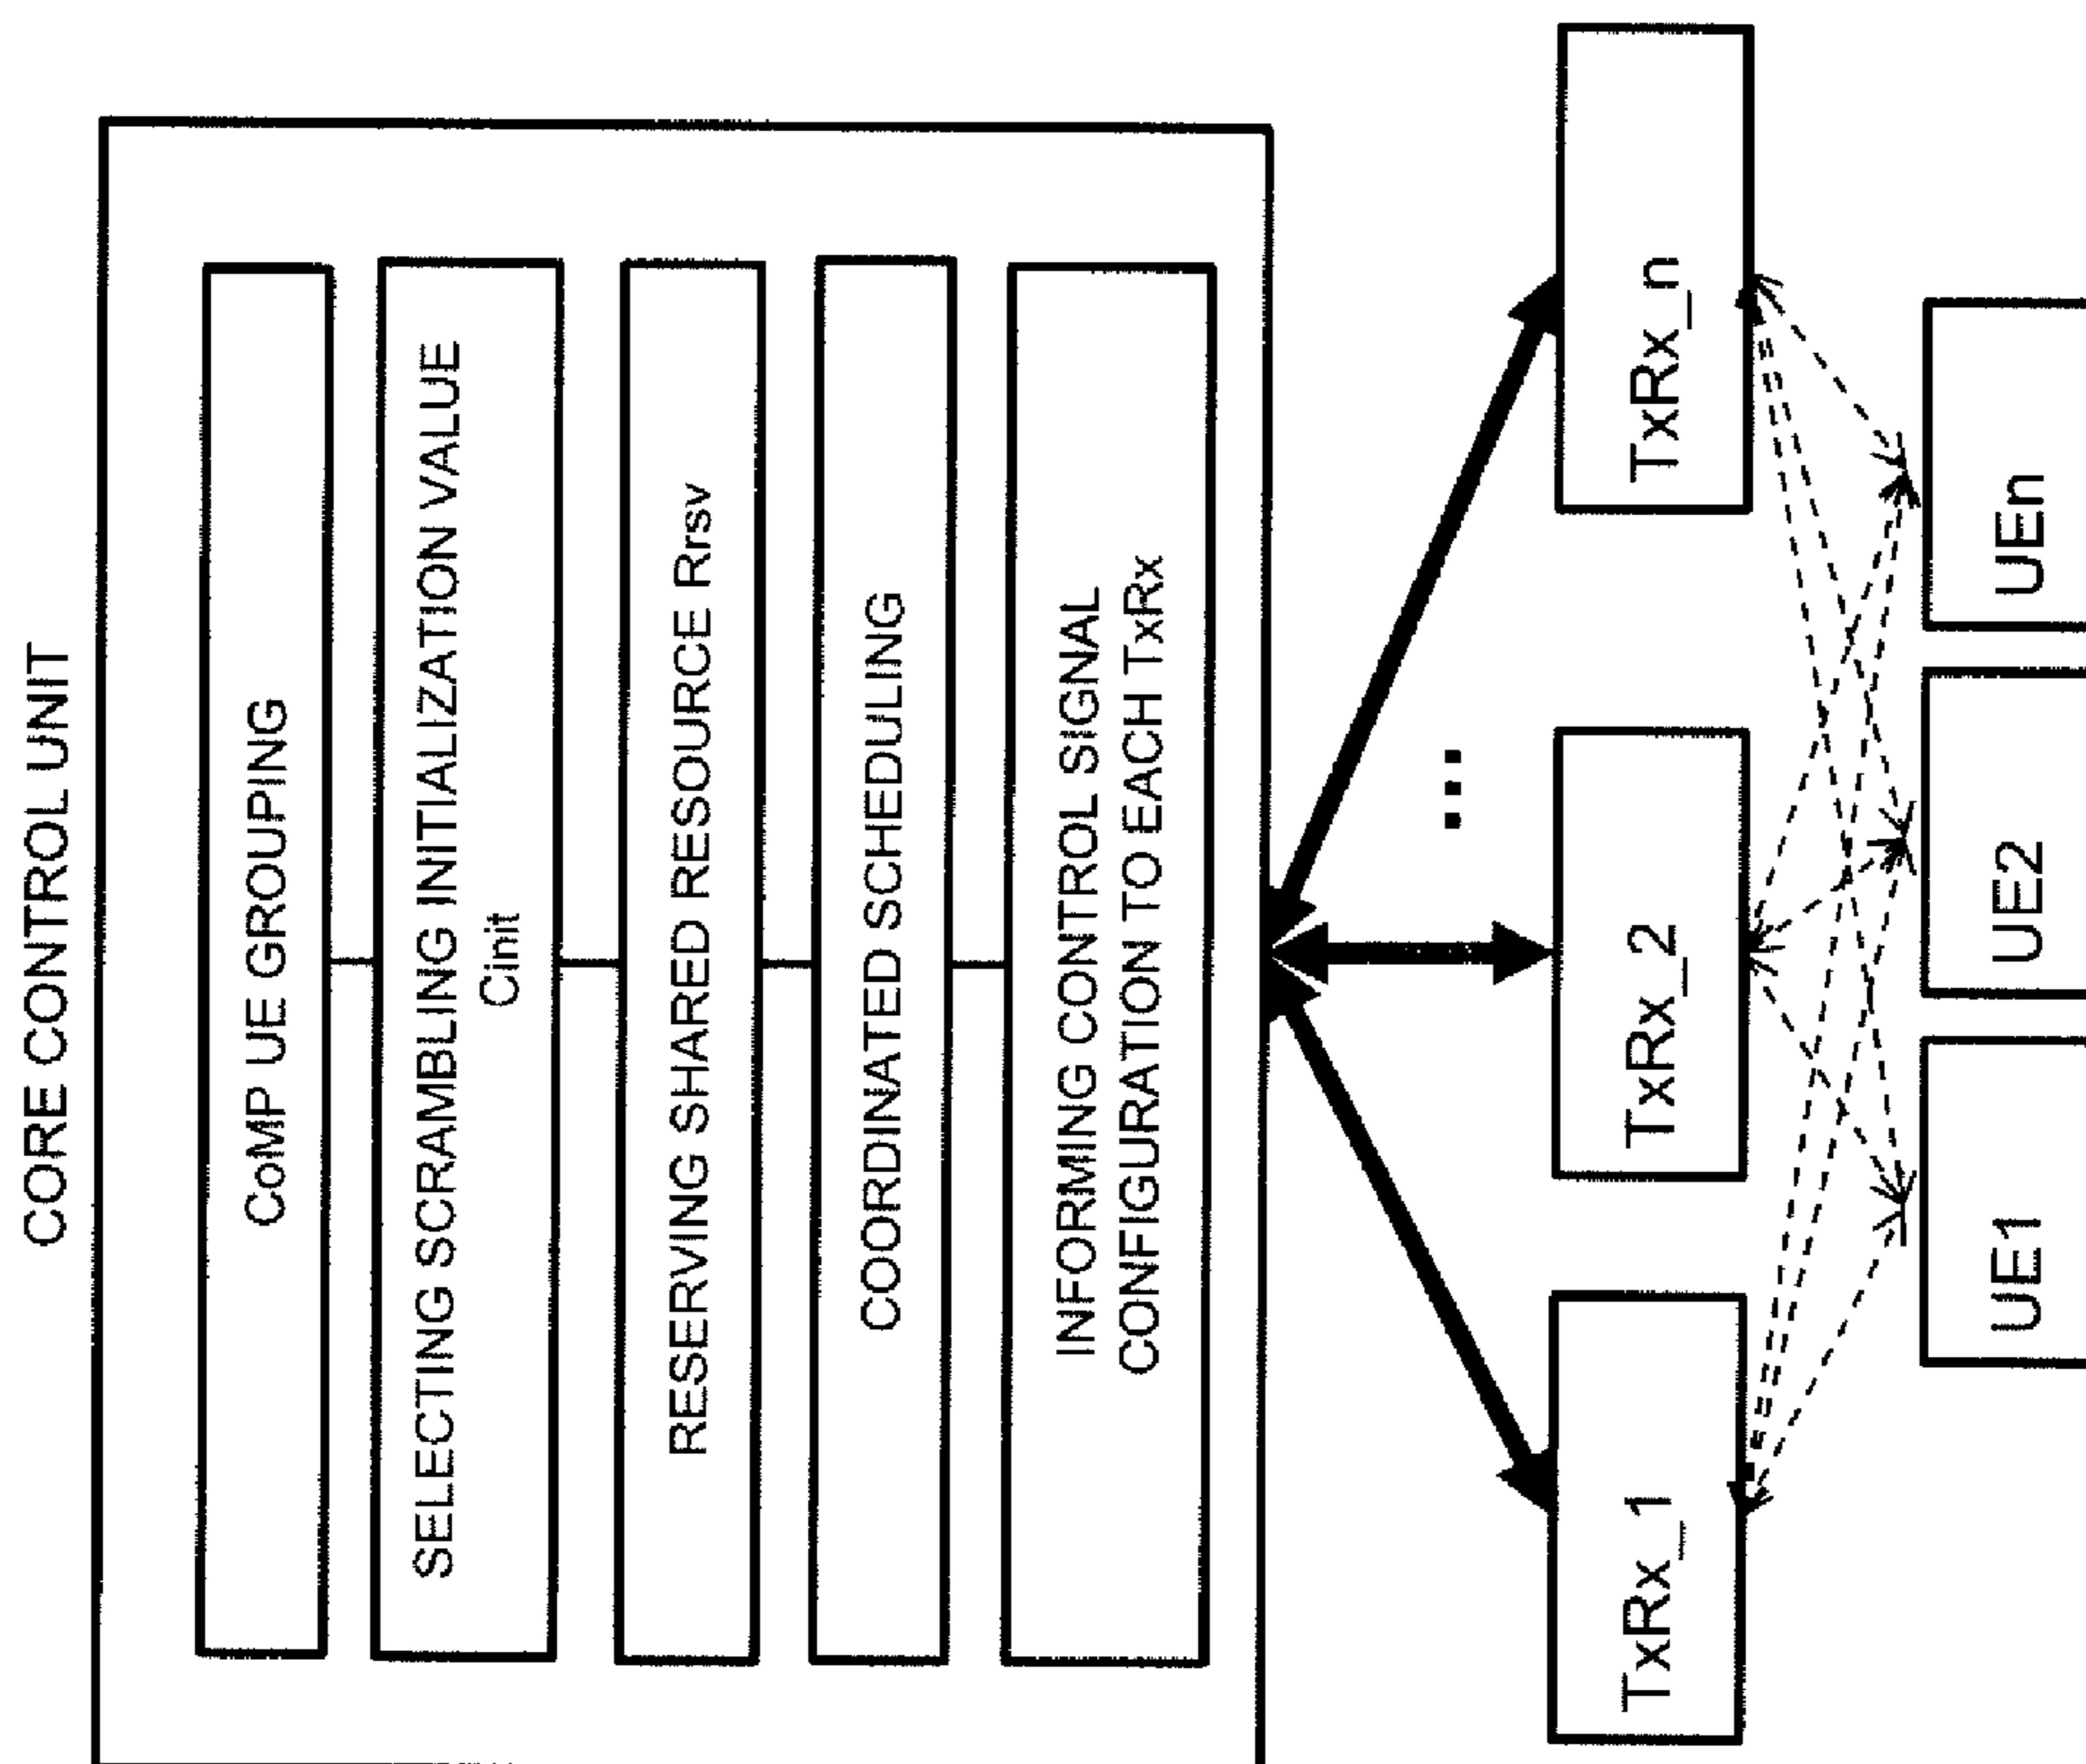 CORE CONTROL UNIT
CoMP UE GROUPING
SELECTING SCRAMBLING INITIALIZATION VALUE
Cinit
RESERVING SHARED RESOURCE Rrsv
COORDINATED SCHEDULING
INFORMING CONTROL SIGNAL
CONFIGURATION TO EACH TxRx
...
TxRx_1
TxRx_2
TxRx_n
UE1
UE2
UEn